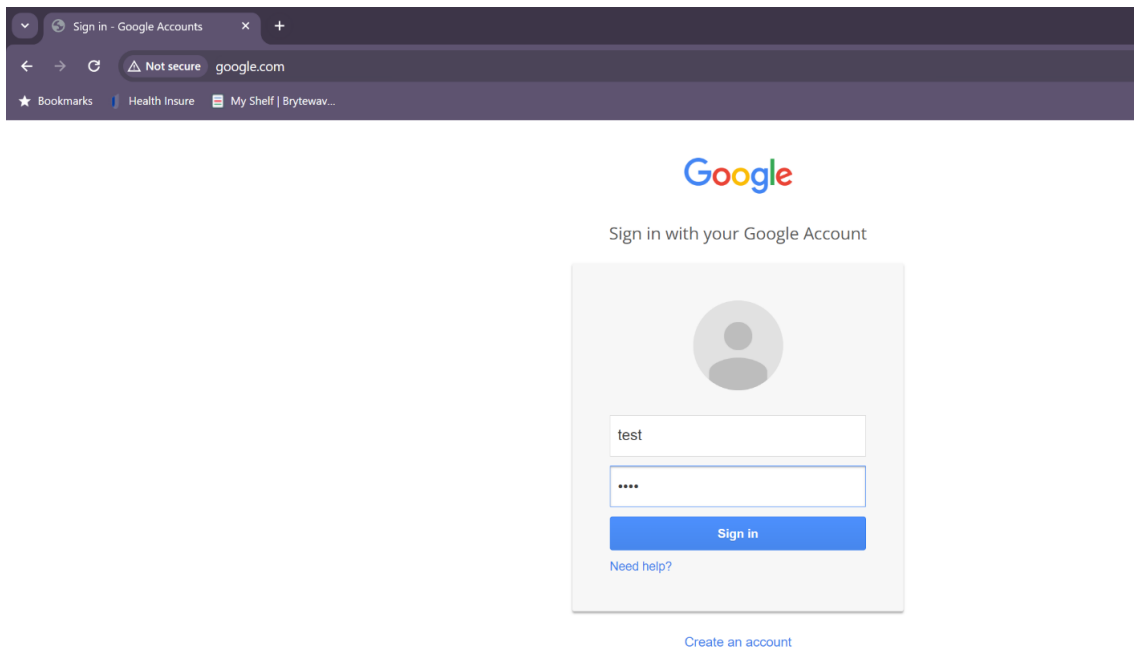 Sign in - Google Accounts
Not secure google.com
Bookmarks Health Insure My Shelf | Brytewav...
Google
Sign in with your Google Account
test
••••
Sign in
Need help?
Create an account